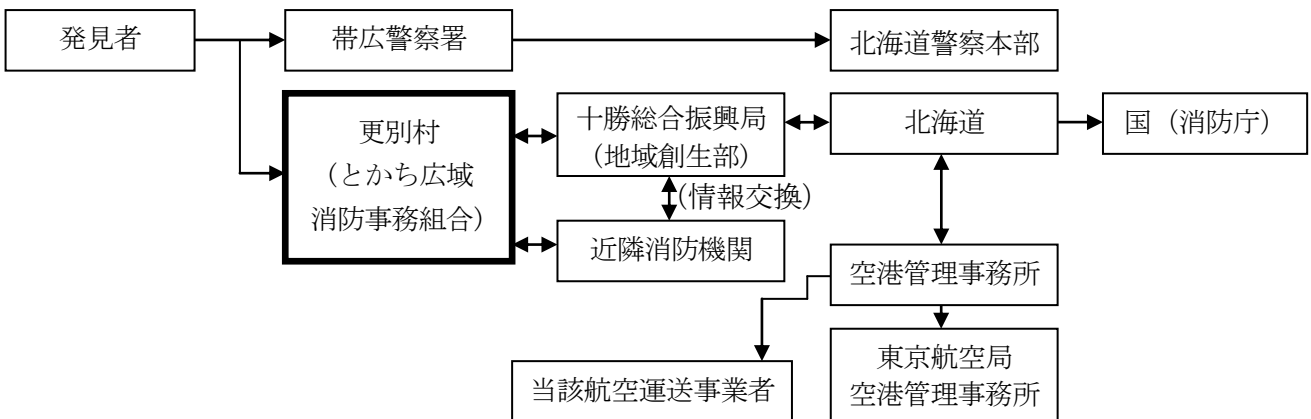 発見者
帯広警察署
北海道警察本部
更別村
(とかち広域
消防事務組合)
十勝総合振興局
(地域創生部)
北海道
国(消防庁)
(情報交換)
近隣消防機関
空港管理事務所
当該航空運送事業者
東京航空局
空港管理事務所